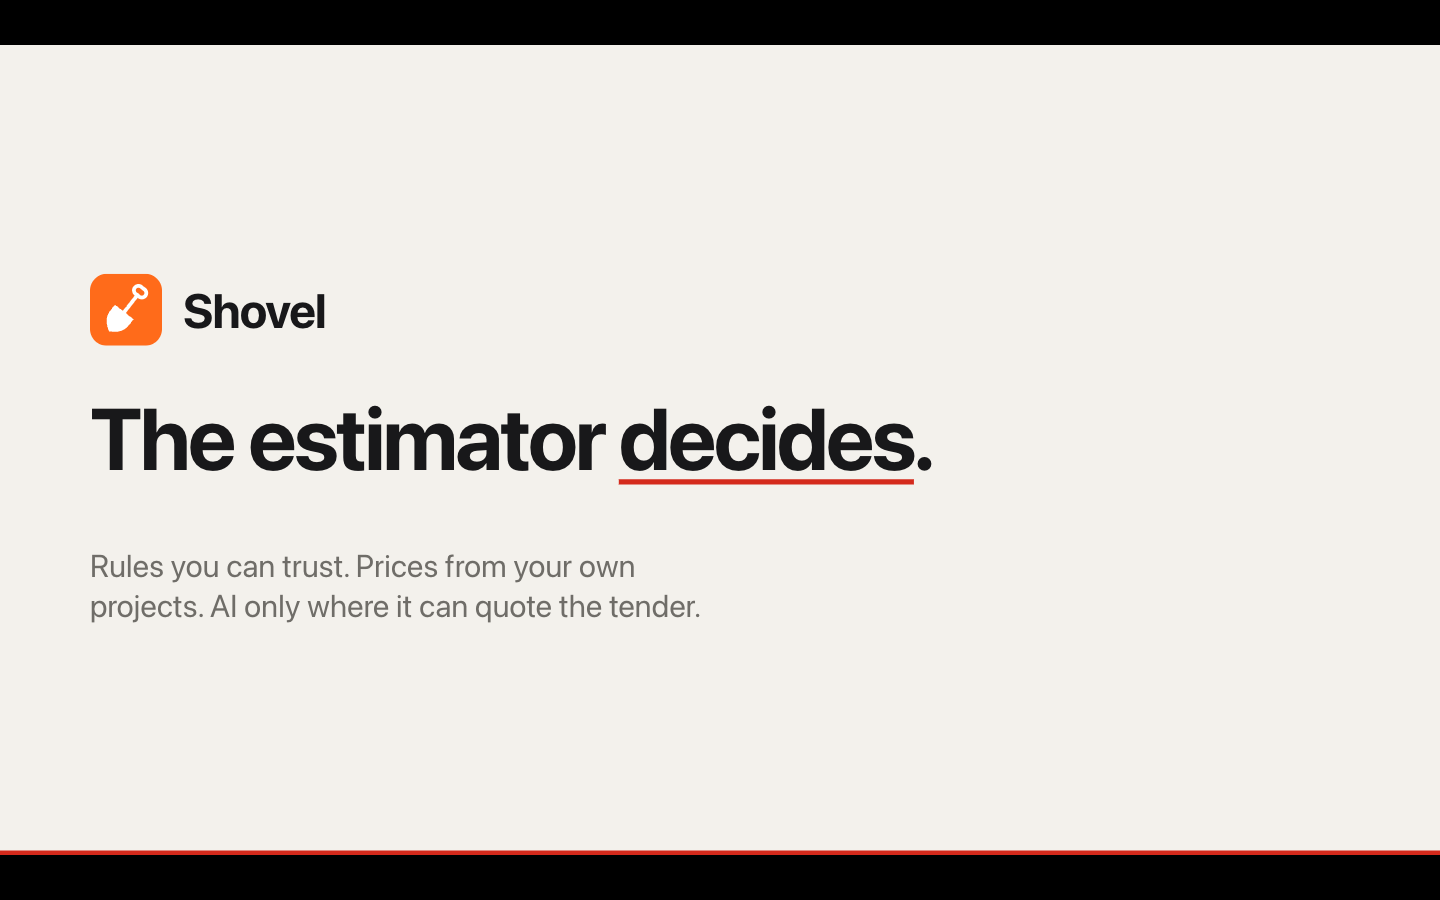 Shovel
The estimator decides.
Rules you can trust. Prices from your own
projects. AI only where it can quote the tender.